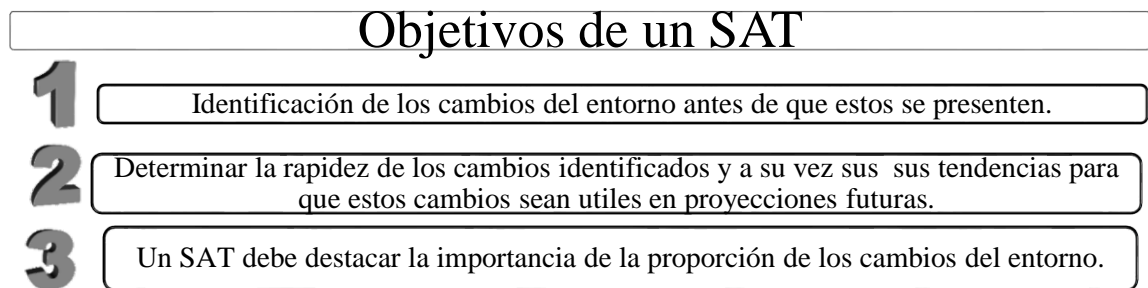 Objetivos de un SAT
1
Identificación de los cambios del entorno antes de que estos se presenten.
2
Determinar la rapidez de los cambios identificados y a su vez sus sus tendencias para
que estos cambios sean utiles en proyecciones futuras.
3
Un SAT debe destacar la importancia de la proporción de los cambios del entorno.